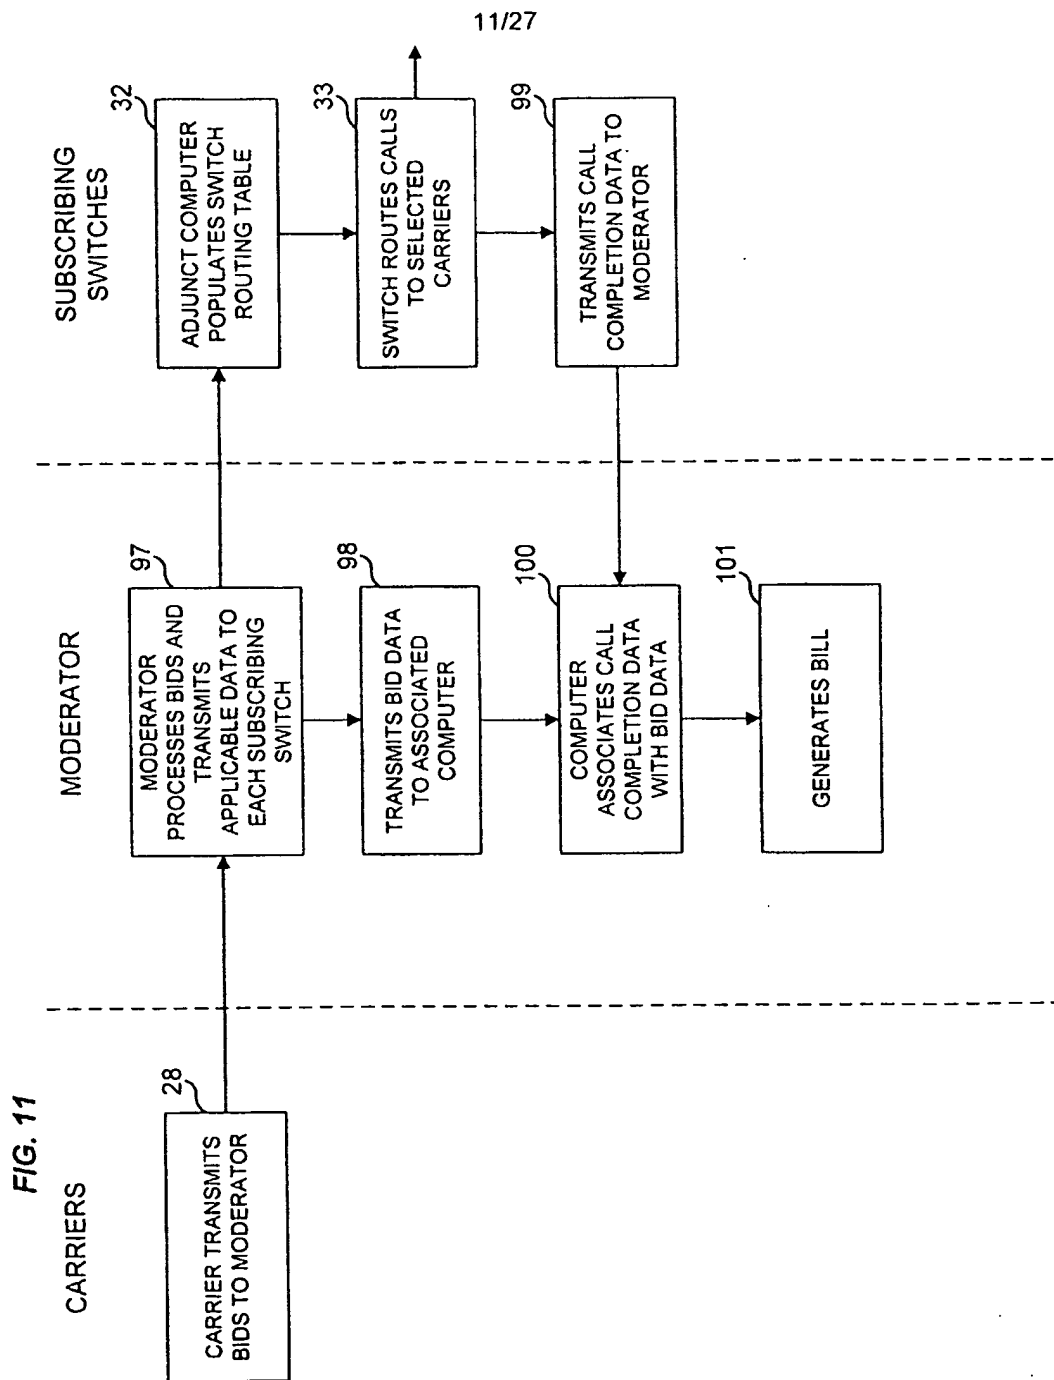 11/27
FIG. 11
CARRIERS
MODERATOR
SUBSCRIBING
SWITCHES
28
CARRIER TRANSMITS
BIDS TO MODERATOR
97
MODERATOR
PROCESSES BIDS AND
TRANSMITS
APPLICABLE DATA TO
EACH SUBSCRIBING
SWITCH
32
ADJUNCT COMPUTER
POPULATES SWITCH
ROUTING TABLE
98
TRANSMITS BID DATA
TO ASSOCIATED
COMPUTER
33
SWITCH ROUTES CALLS
TO SELECTED
CARRIERS
100
COMPUTER
ASSOCIATES CALL
COMPLETION DATA
WITH BID DATA
99
TRANSMITS CALL
COMPLETION DATA TO
MODERATOR
101
GENERATES BILL